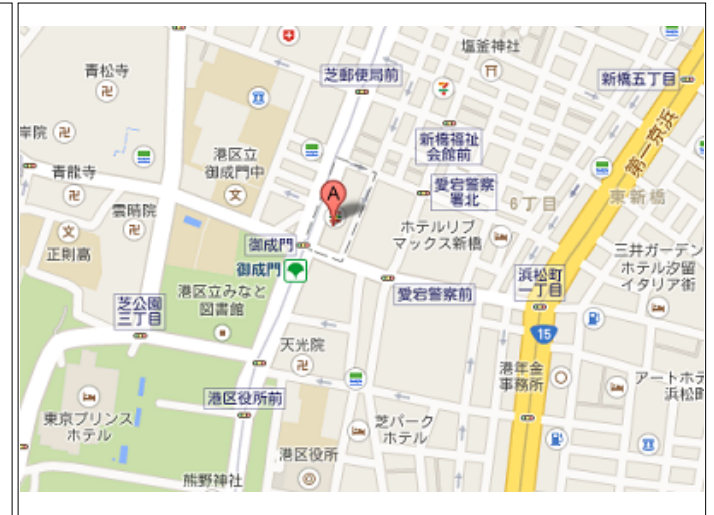 塩釜神社
青松寺
芝郵便局前
新橋五丁目
第一京浜
岸院
港区立
御成門中
新橋福祉
会館前
青龍寺
A
愛宕警察
署北
6丁目
東新橋
雲晴院
正則高
ホテルリブ
マックス新橋
御成門
御成門
三井ガーデン
ホテル汐留
イタリア街
浜松町
一丁目
愛宕警察前
港区立みなと
図書館
芝公園
三丁目
15
天光院
港年金
事務所
アートホテ
浜松町
港区役所前
東京プリンス
ホテル
芝パーク
ホテル
港区役所
熊野神社